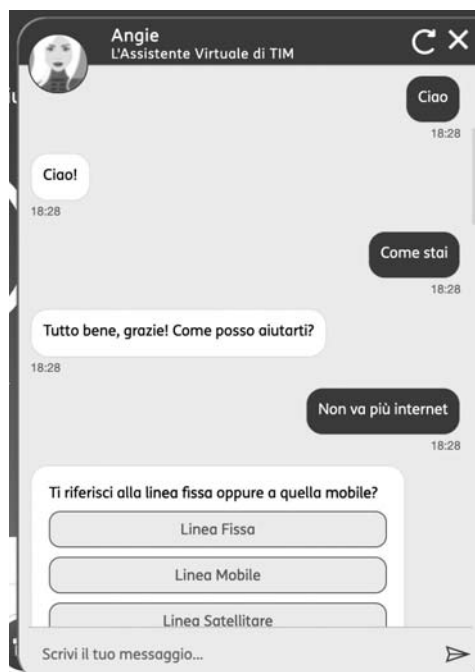 Angie
L'Assistente Virtuale di TIM
Ciao
18:28
Ciao!
18:28
Come stai
18:28
Tutto bene, grazie! Come posso aiutarti?
18:28
Non va più internet
18:28
Ti riferisci alla linea fissa oppure a quella mobile?
Linea Fissa
Linea Mobile
Linea Satellitare
Scrivi il tuo messaggio...